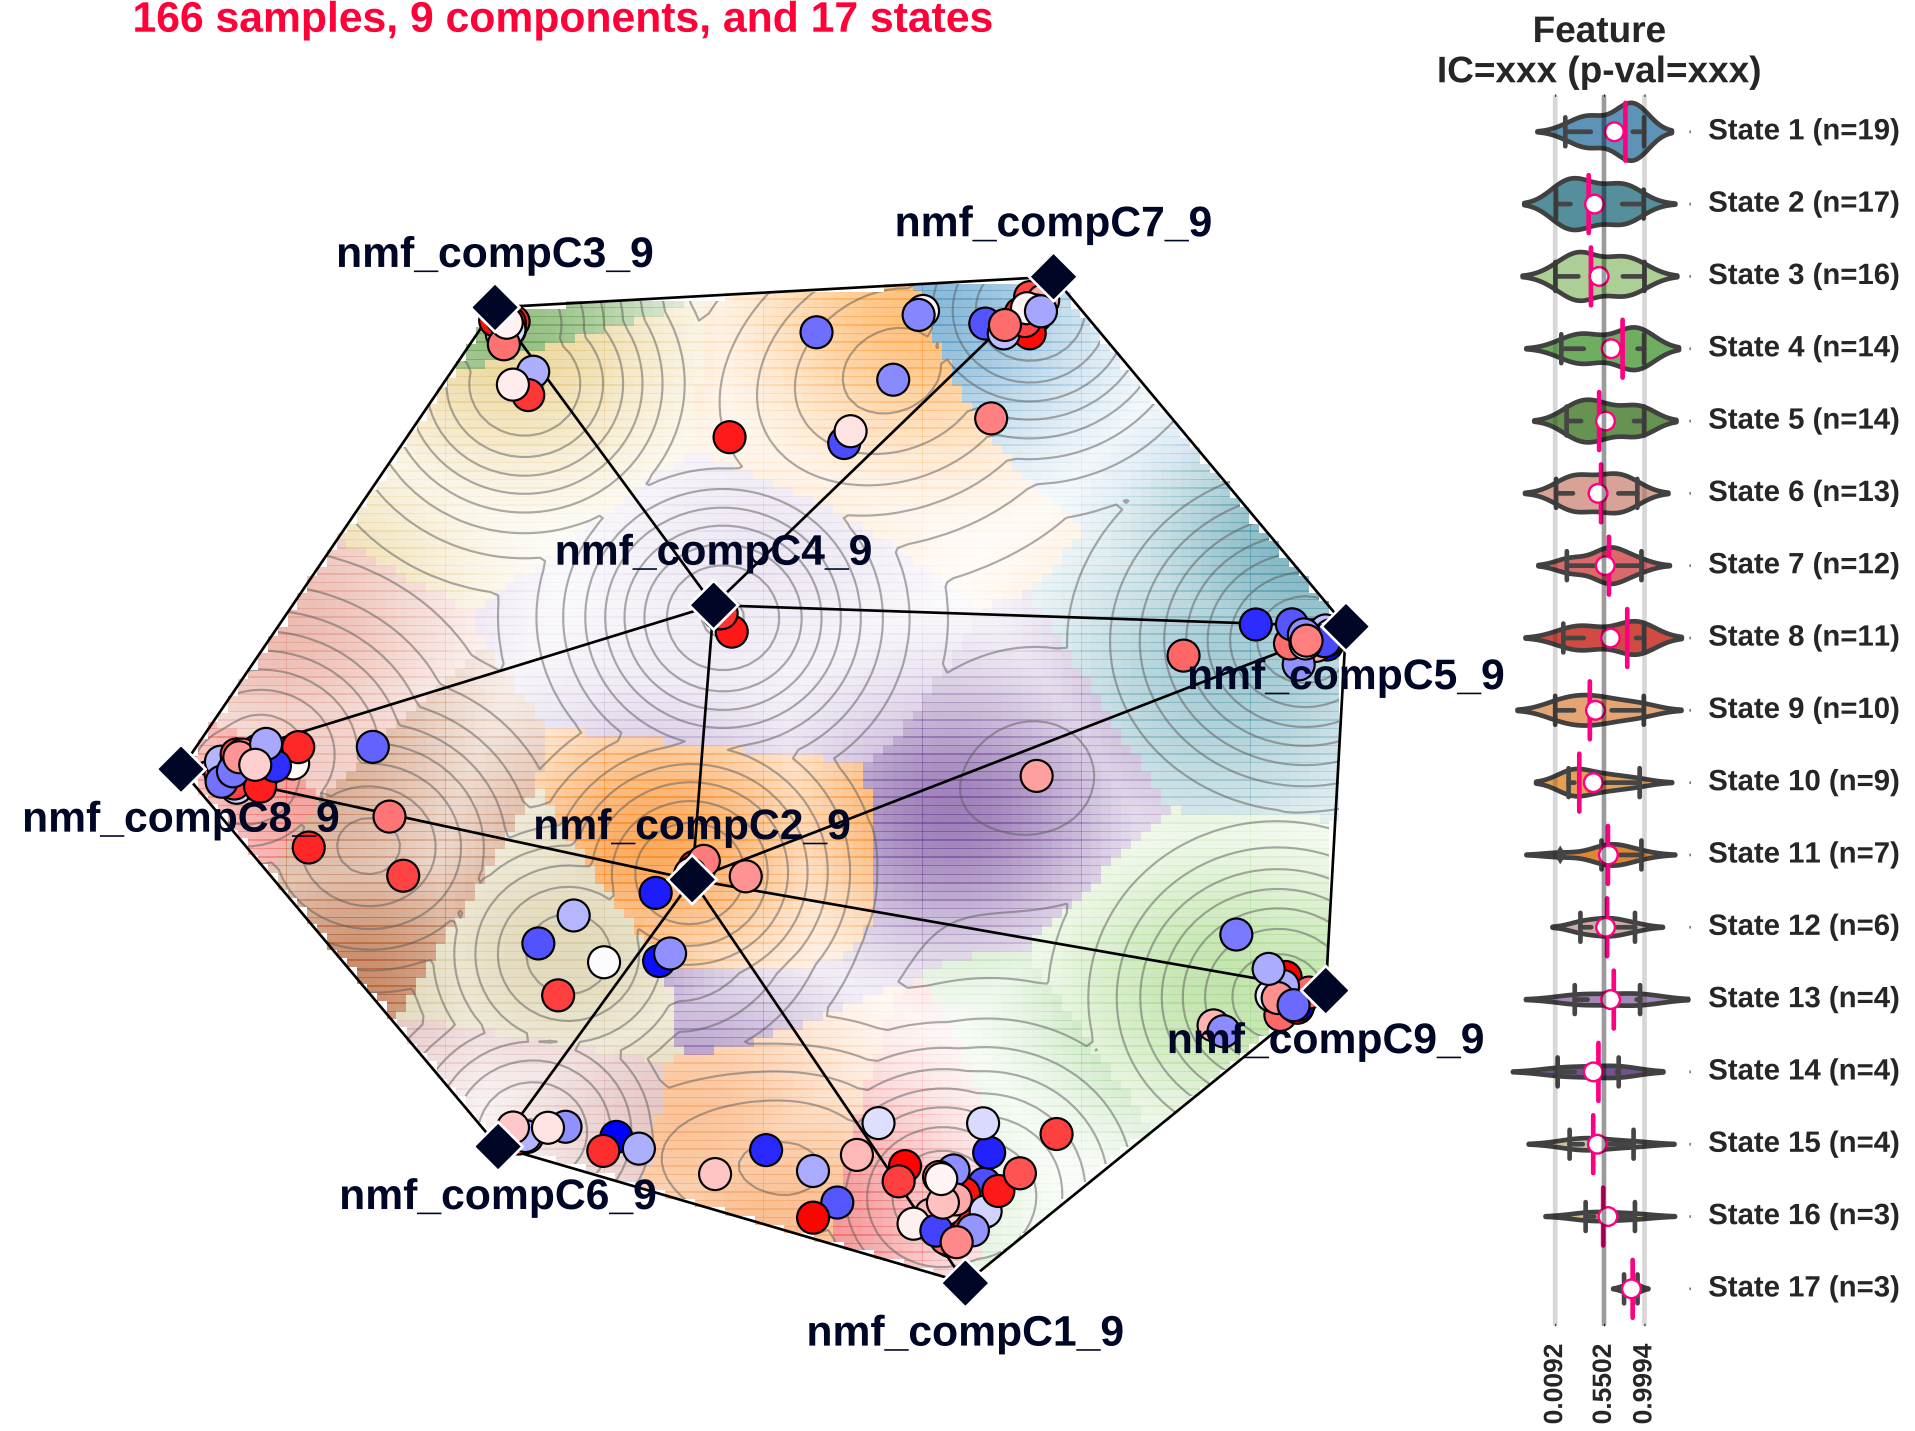 166 samples, 9 components, and 17 states
Feature
IC=xxx (p-val=xxx)
nmf_compC3_9
nmf_compC7_9
nmf_compC4_9
nmf_compC5_9
nmf_compC8_9
nmf_compC2_9
nmf_compC9_9
nmf_compC6_9
nmf_compC1_9
State 1 (n=19)
State 2 (n=17)
State 3 (n=16)
State 4 (n=14)
State 5 (n=14)
State 6 (n=13)
State 7 (n=12)
State 8 (n=11)
State 9 (n=10)
State 10 (n=9)
State 11 (n=7)
State 12 (n=6)
State 13 (n=4)
State 14 (n=4)
State 15 (n=4)
State 16 (n=3)
State 17 (n=3)
0.0092
0.5502
0.9994